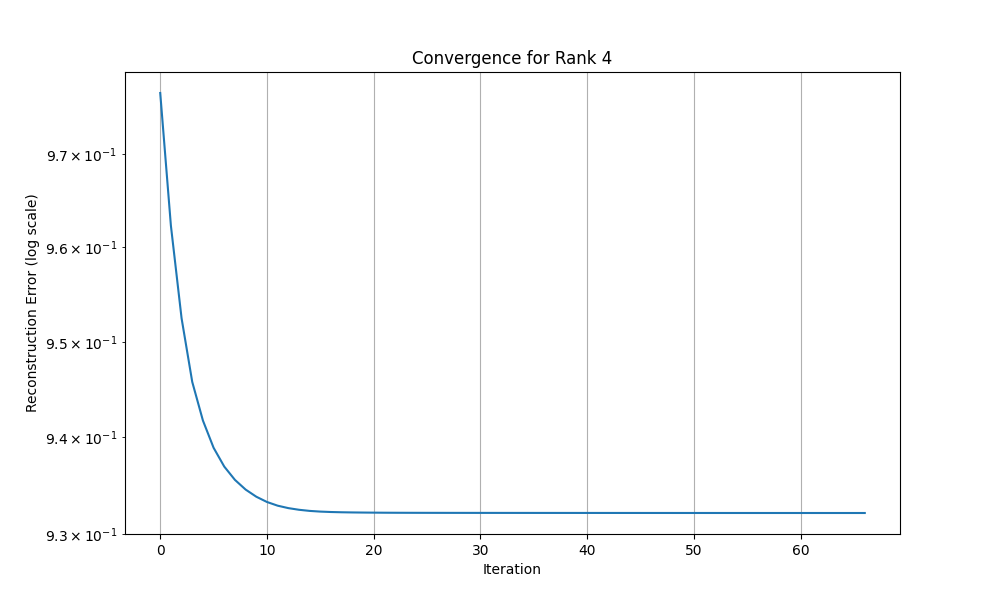 Convergence for Rank 4
Reconstruction Error (log scale)
9.7 × 10⁻¹
9.6 × 10⁻¹
9.5 × 10⁻¹
9.4 × 10⁻¹
9.3 × 10⁻¹
0 10 20 30 40 50 60
Iteration